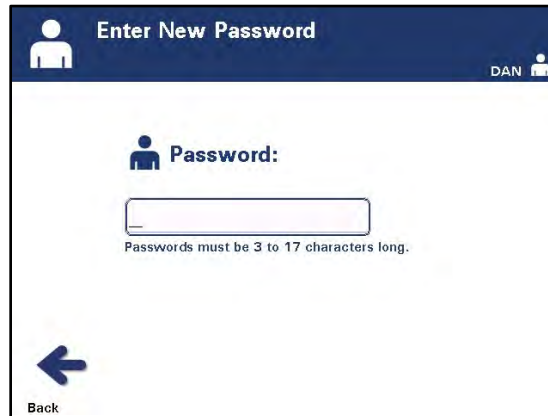 Enter New Password
DAN
Password:
_
Passwords must be 3 to 17 characters long.
Back